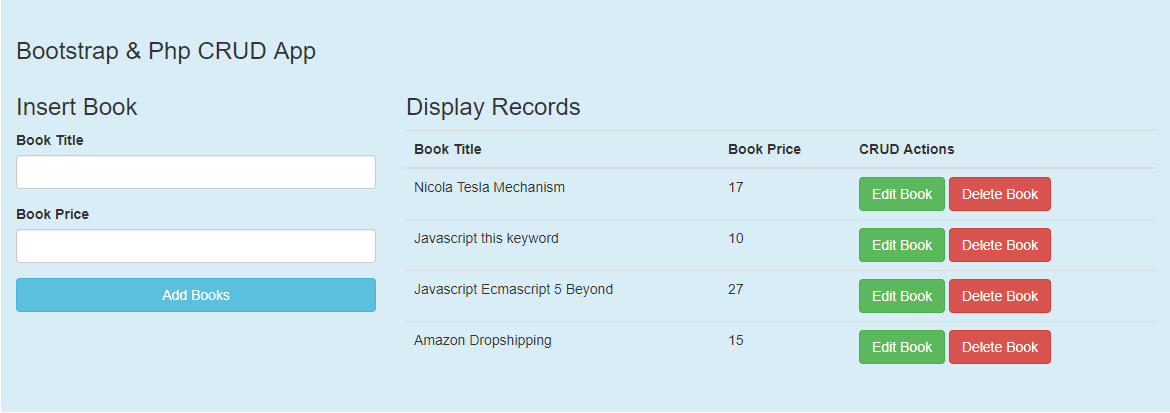 Bootstrap & Php CRUD App
Insert Book
Book Title
Book Price
Add Books
Display Records
Book Title Book Price CRUD Actions
Nicola Tesla Mechanism 17 Edit Book Delete Book
Javascript this keyword 10 Edit Book Delete Book
Javascript Ecmascript 5 Beyond 27 Edit Book Delete Book
Amazon Dropshipping 15 Edit Book Delete Book